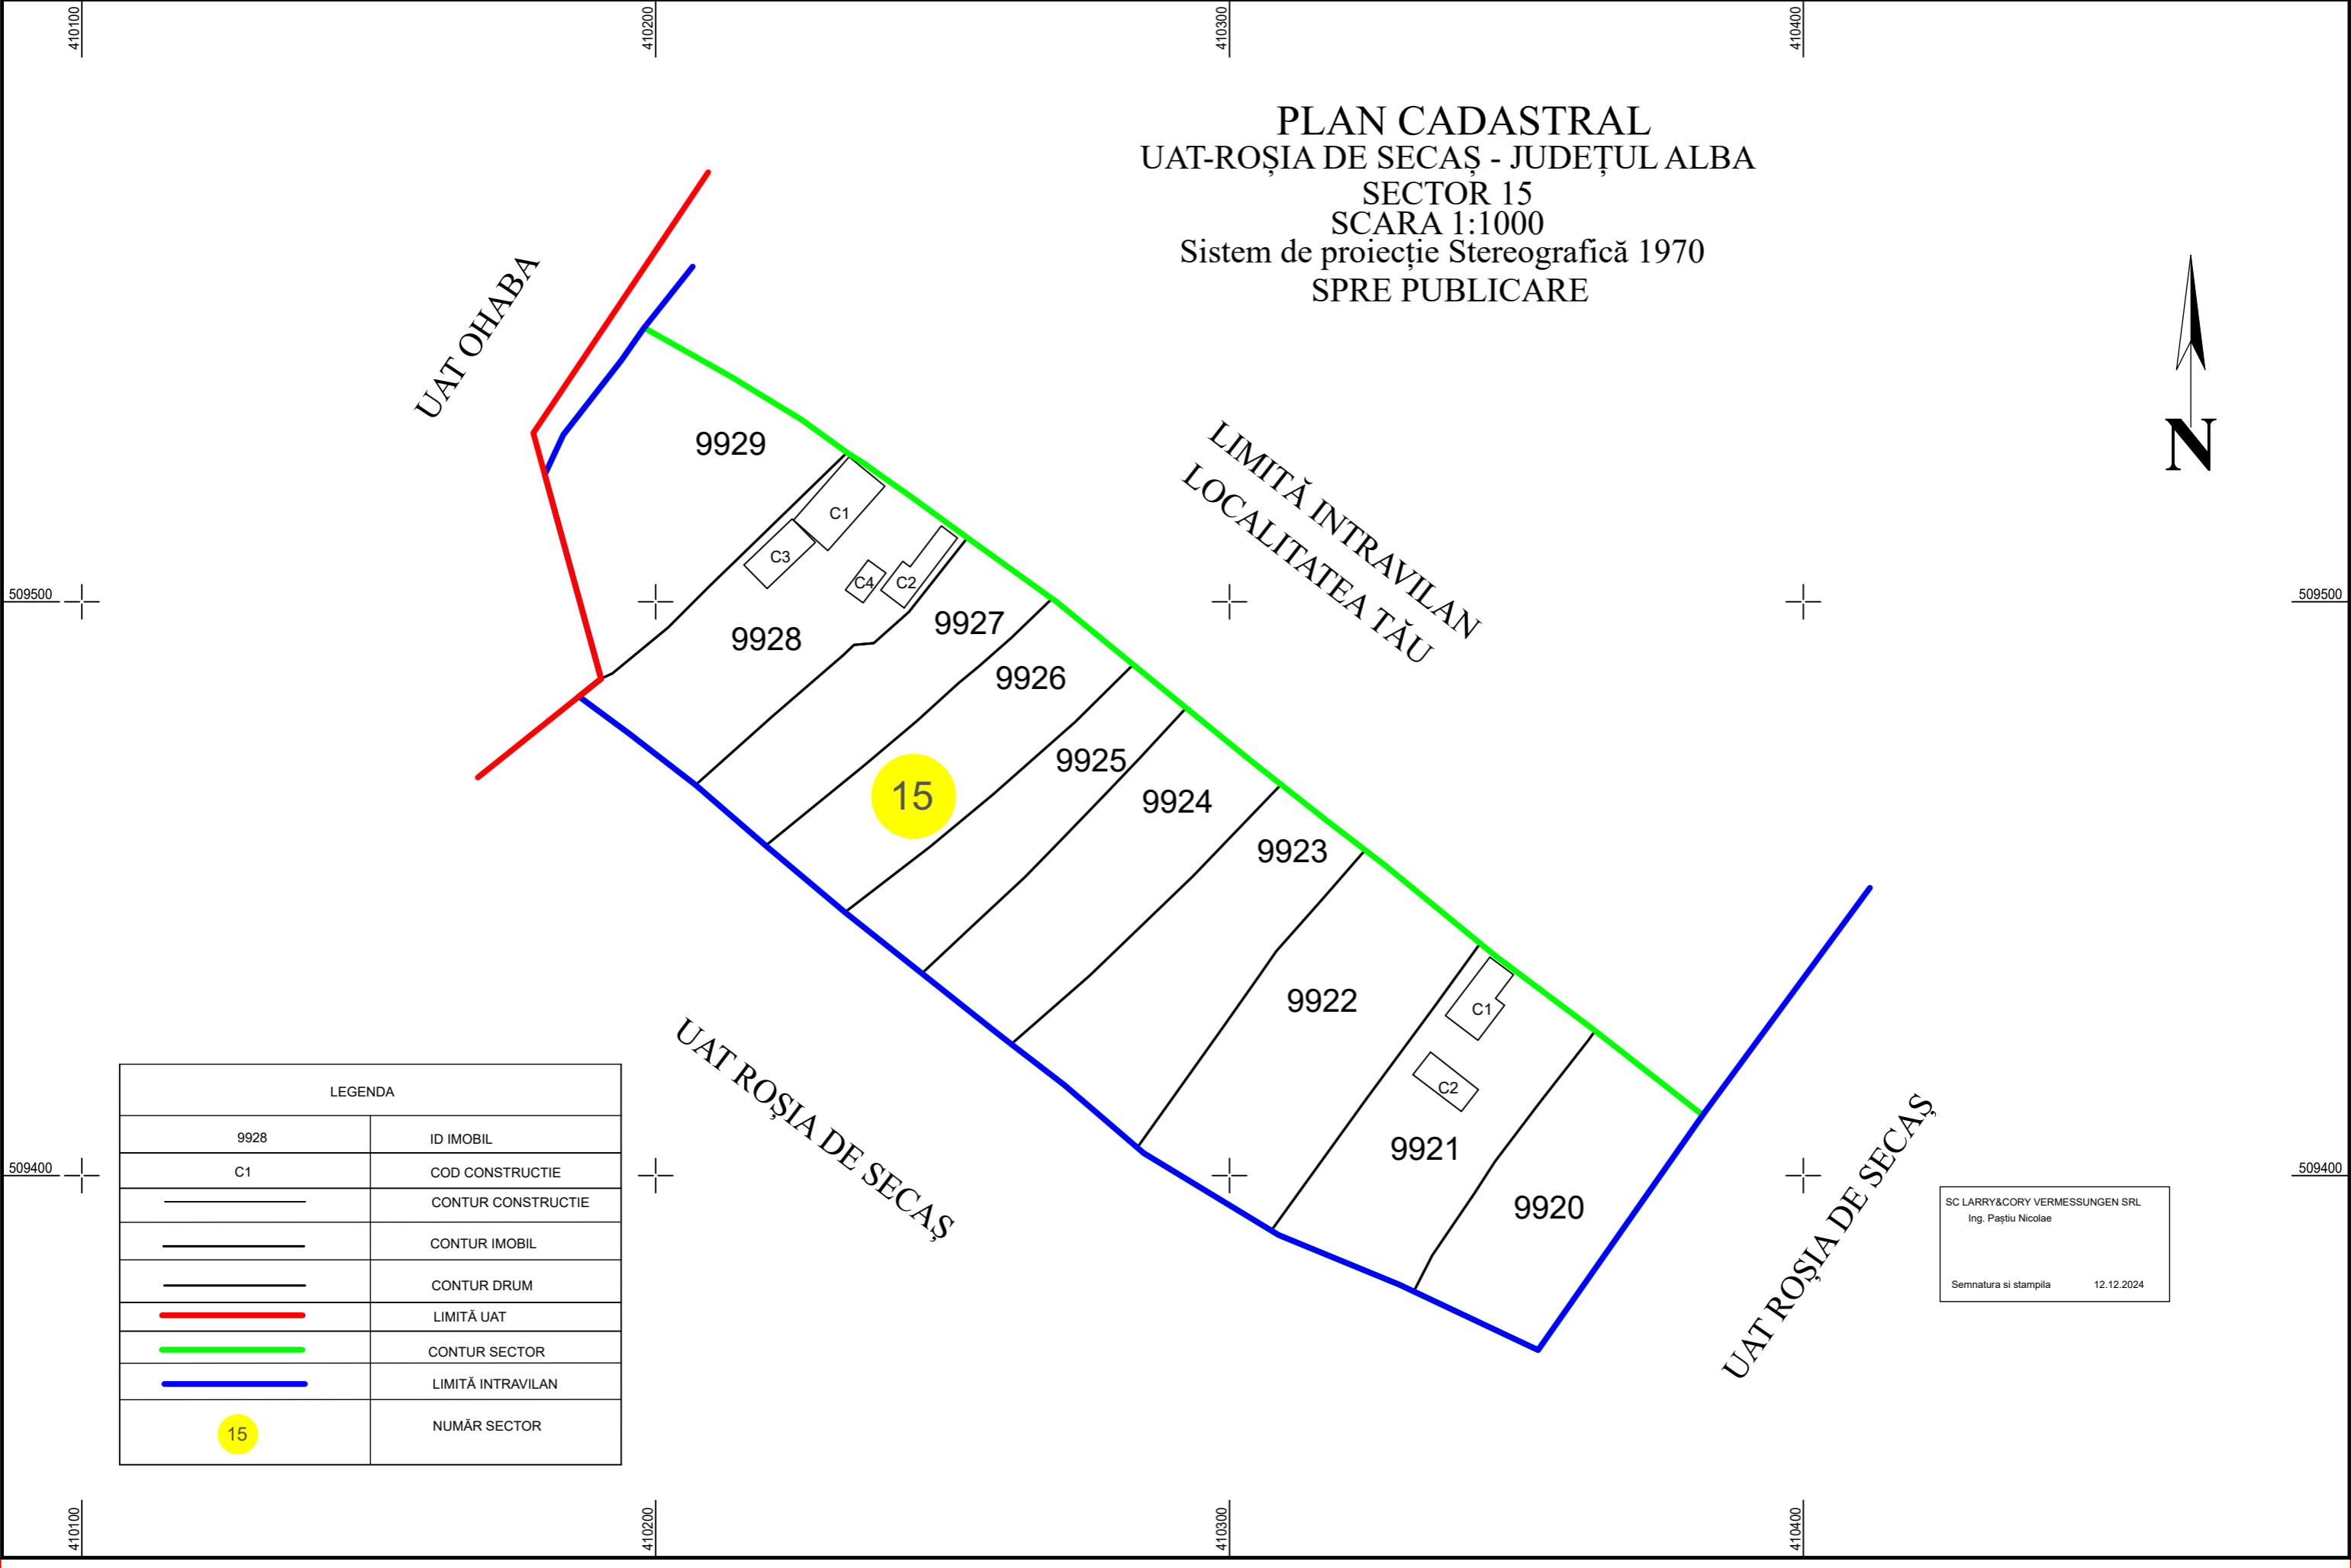 410100
410200
410300
410400
PLAN CADASTRAL
UAT-ROȘIA DE SECAȘ - JUDEȚUL ALBA
SECTOR 15
SCARA 1:1000
Sistem de proiecție Stereografică 1970
SPRE PUBLICARE
UAT OHABA
N
LIMITĂ INTRAVILAN
LOCALITATEA TĂU
9929
C1
C3
C4
C2
509500
509500
9928
9927
9926
9925
9924
9923
15
9922
C1
C2
9921
9920
UAT ROȘIA DE SECAȘ
UAT ROȘIA DE SECAȘ
509400
509400
LEGENDA
9928 ID IMOBIL
C1 COD CONSTRUCTIE
CONTUR CONSTRUCTIE
CONTUR IMOBIL
CONTUR DRUM
LIMITĂ UAT
CONTUR SECTOR
LIMITĂ INTRAVILAN
15 NUMĂR SECTOR
SC LARRY&CORY VERMESSUNGEN SRL
Ing. Paștiu Nicolae
Semnatura si stampila 12.12.2024
410100
410200
410300
410400